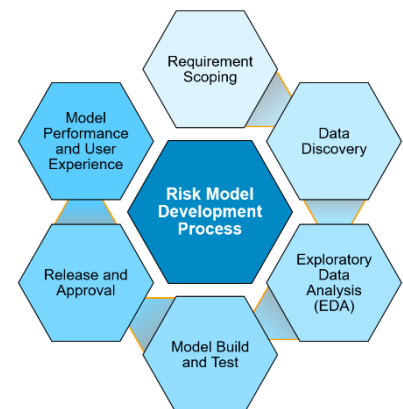 Requirement
Scoping
Data
Discovery
Exploratory
Data
Analysis
(EDA)
Model Build
and Test
Release and
Approval
Model
Performance
and User
Experience
Risk Model
Development
Process